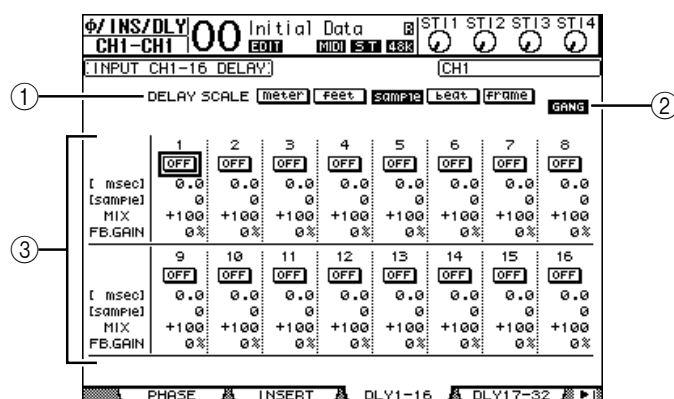 Φ/INS/DLY 00 Initial Data B ST11 ST12 ST13 ST14
CH1-CH1 EDIT MIDI ST 48K
INPUT CH1-16 DELAY CH1
① DELAY SCALE meter feet sample beat frame
GANG ②
③
1 2 3 4 5 6 7 8
OFF OFF OFF OFF OFF OFF OFF OFF
[ msec] 0.0 0.0 0.0 0.0 0.0 0.0 0.0 0.0
[sample] 0 0 0 0 0 0 0 0
MIX +100 +100 +100 +100 +100 +100 +100 +100
FB.GAIN 0% 0% 0% 0% 0% 0% 0% 0%
9 10 11 12 13 14 15 16
OFF OFF OFF OFF OFF OFF OFF OFF
[ msec] 0.0 0.0 0.0 0.0 0.0 0.0 0.0 0.0
[sample] 0 0 0 0 0 0 0 0
MIX +100 +100 +100 +100 +100 +100 +100 +100
FB.GAIN 0% 0% 0% 0% 0% 0% 0% 0%
PHASE INSERT DLY1-16 DLY17-32